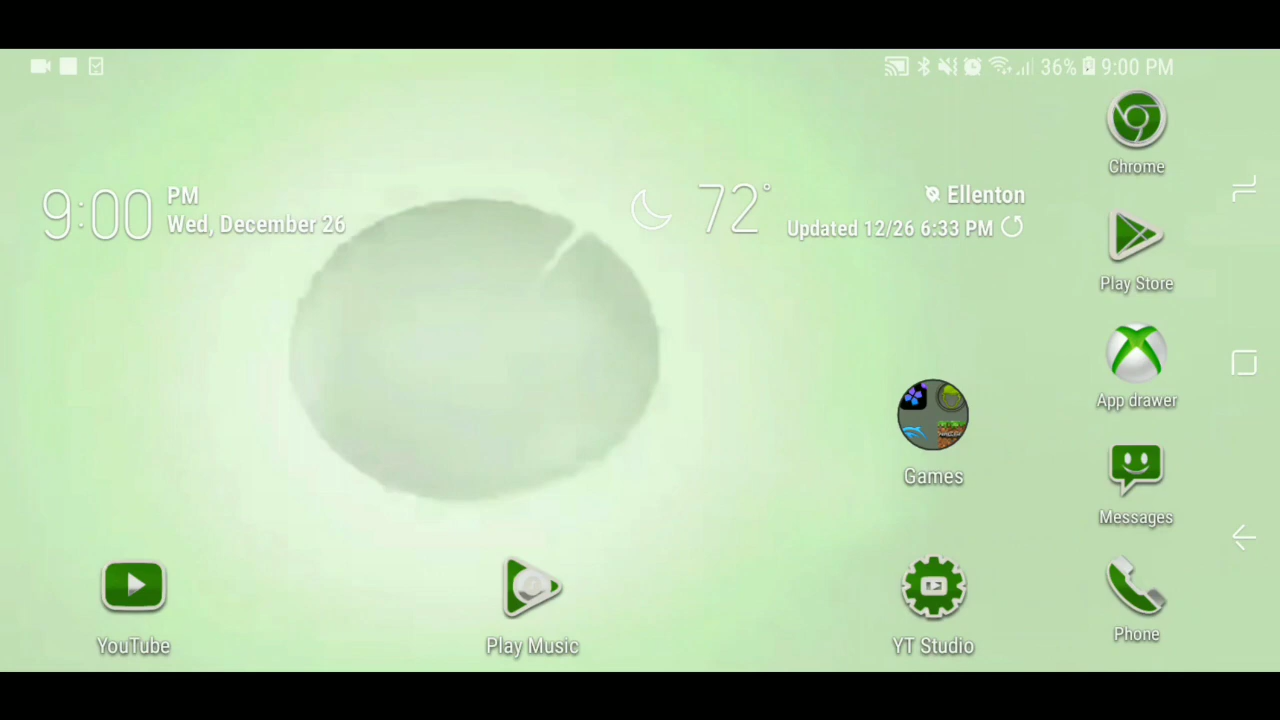 36% 9:00 PM
9:00 PM
Wed, December 26
72°
Ellenton
Updated 12/26 6:33 PM
Chrome
Play Store
App drawer
Games
Messages
YouTube
Play Music
YT Studio
Phone